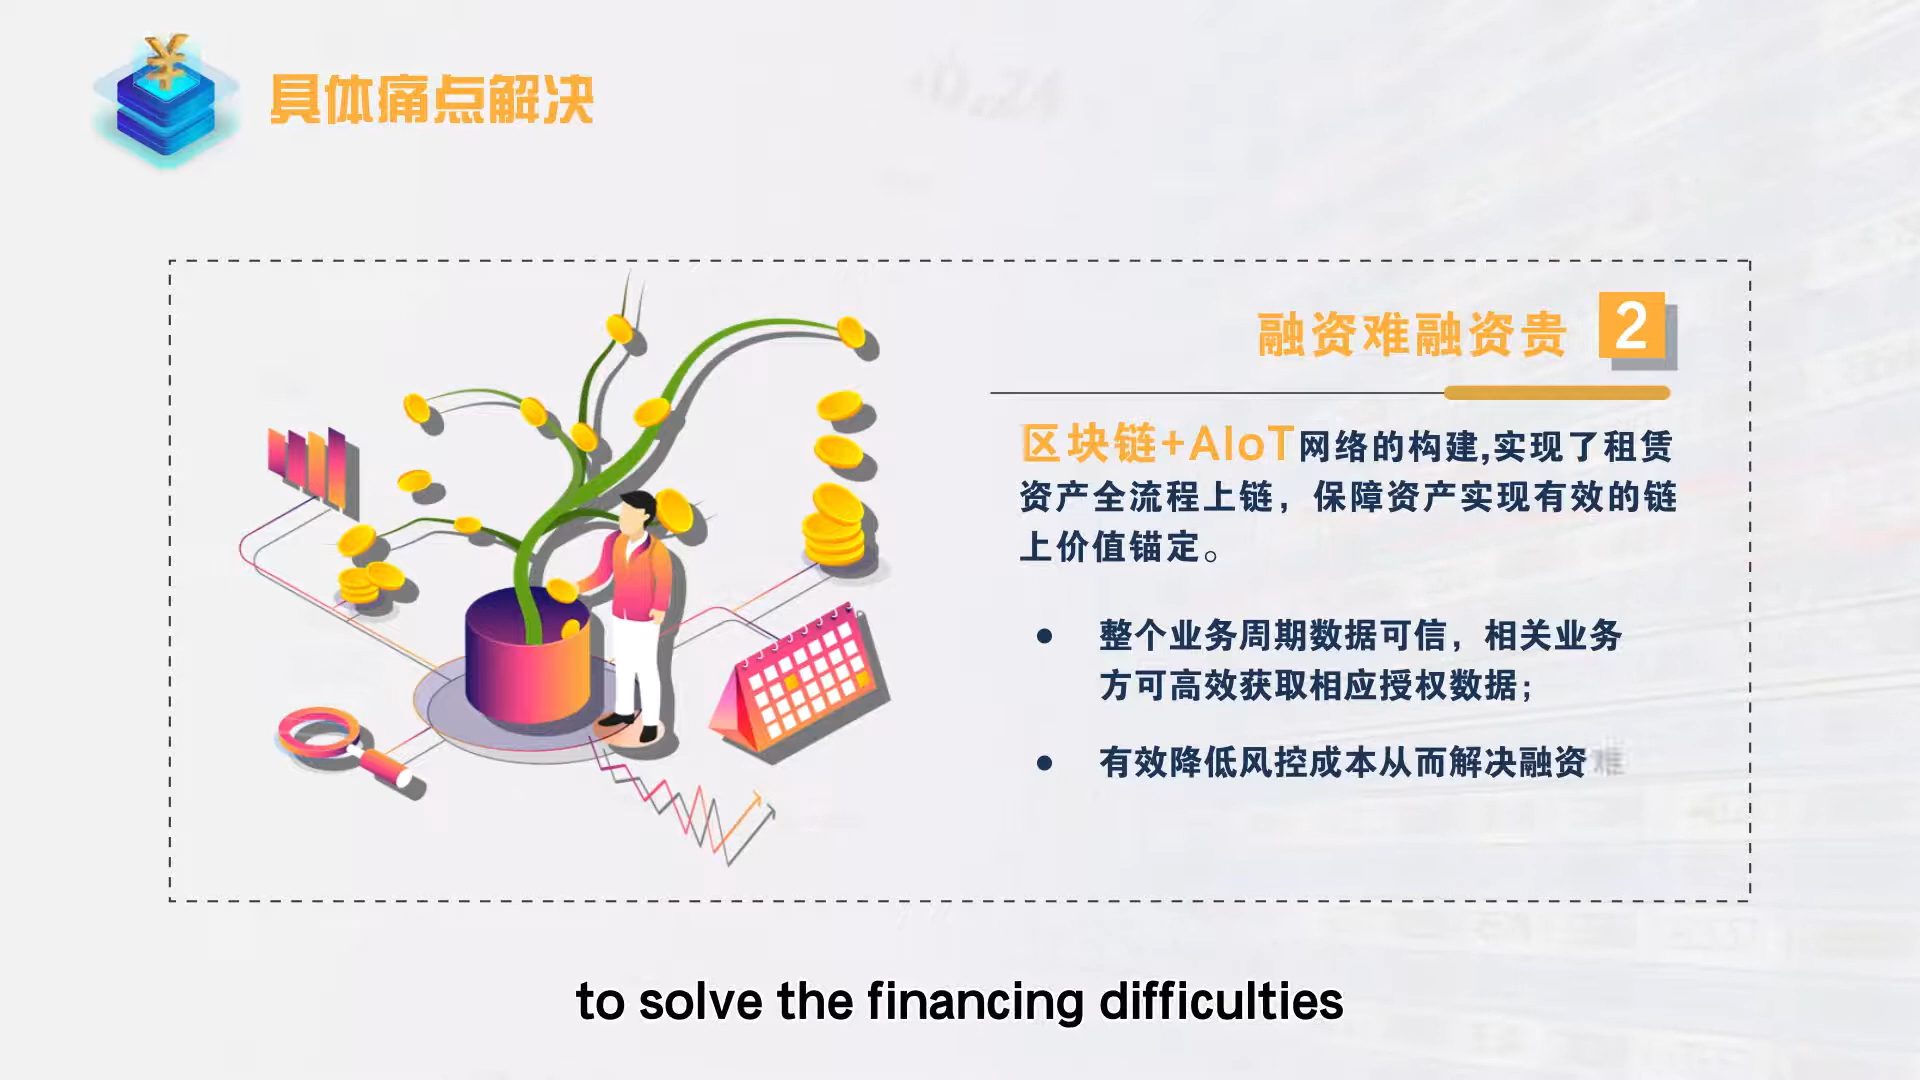 具体痛点解决
融资难融资贵 2
区块链+AIoT网络的构建,实现了租赁
资产全流程上链，保障资产实现有效的链
上价值锚定。
● 整个业务周期数据可信，相关业务
方可高效获取相应授权数据；
● 有效降低风控成本从而解决融资难
to solve the financing difficulties